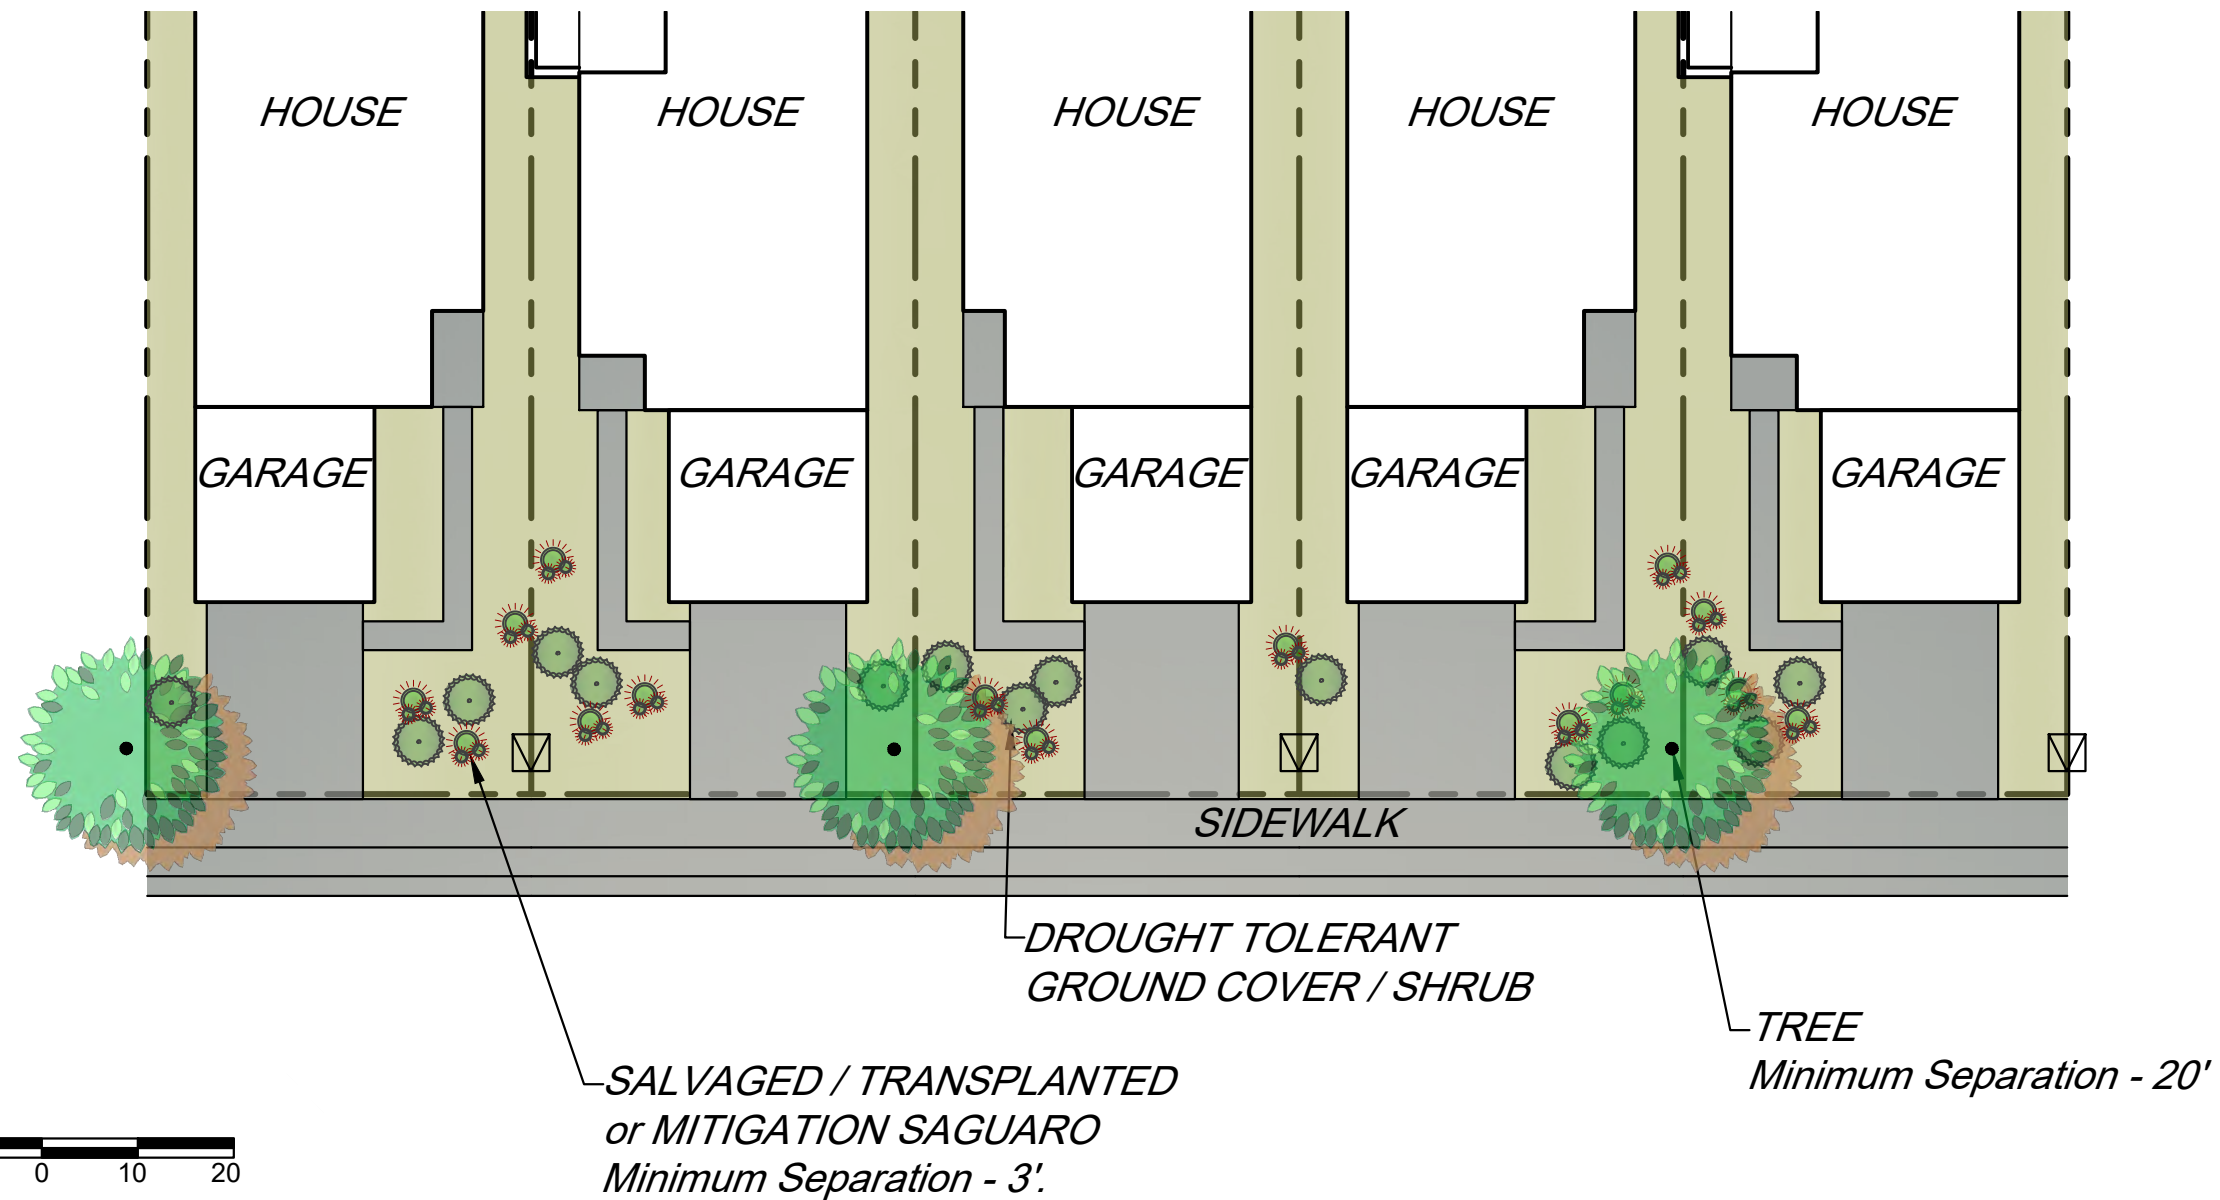 HOUSE
HOUSE
HOUSE
HOUSE
HOUSE
GARAGE
GARAGE
GARAGE
GARAGE
GARAGE
SIDEWALK
DROUGHT TOLERANT
GROUND COVER / SHRUB
TREE
Minimum Separation - 20'
SALVAGED / TRANSPLANTED
or MITIGATION SAGUARO
Minimum Separation - 3'.
0 10 20